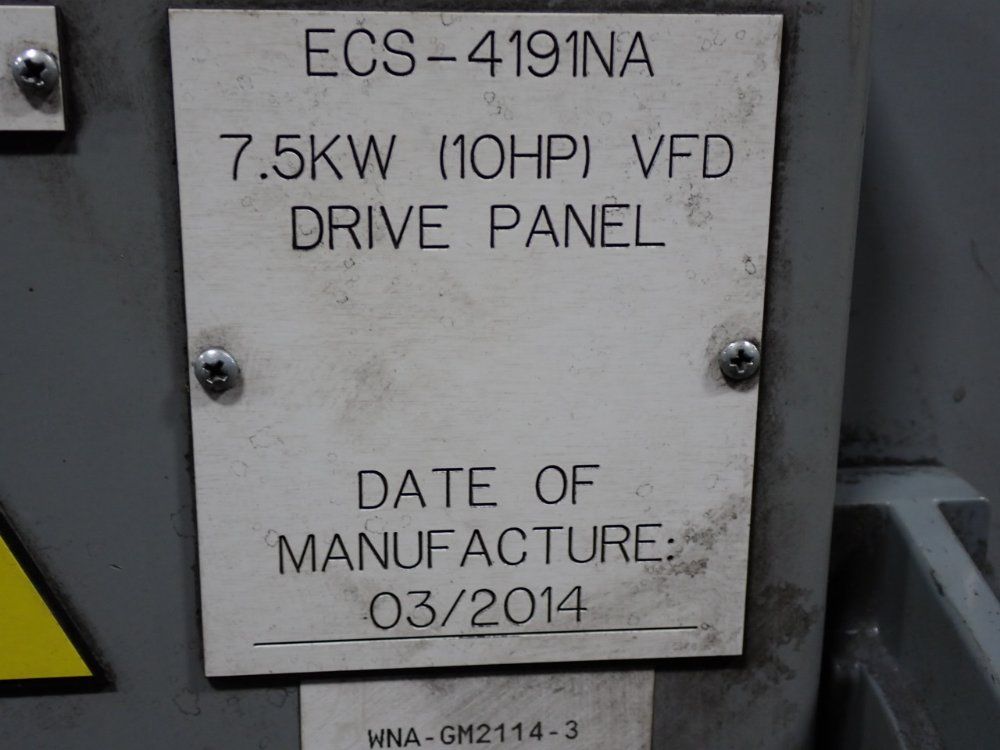 ECS-4191NA
7.5KW (10HP) VFD
DRIVE PANEL
DATE OF
MANUFACTURE:
03/2014
WNA-GM2114-3